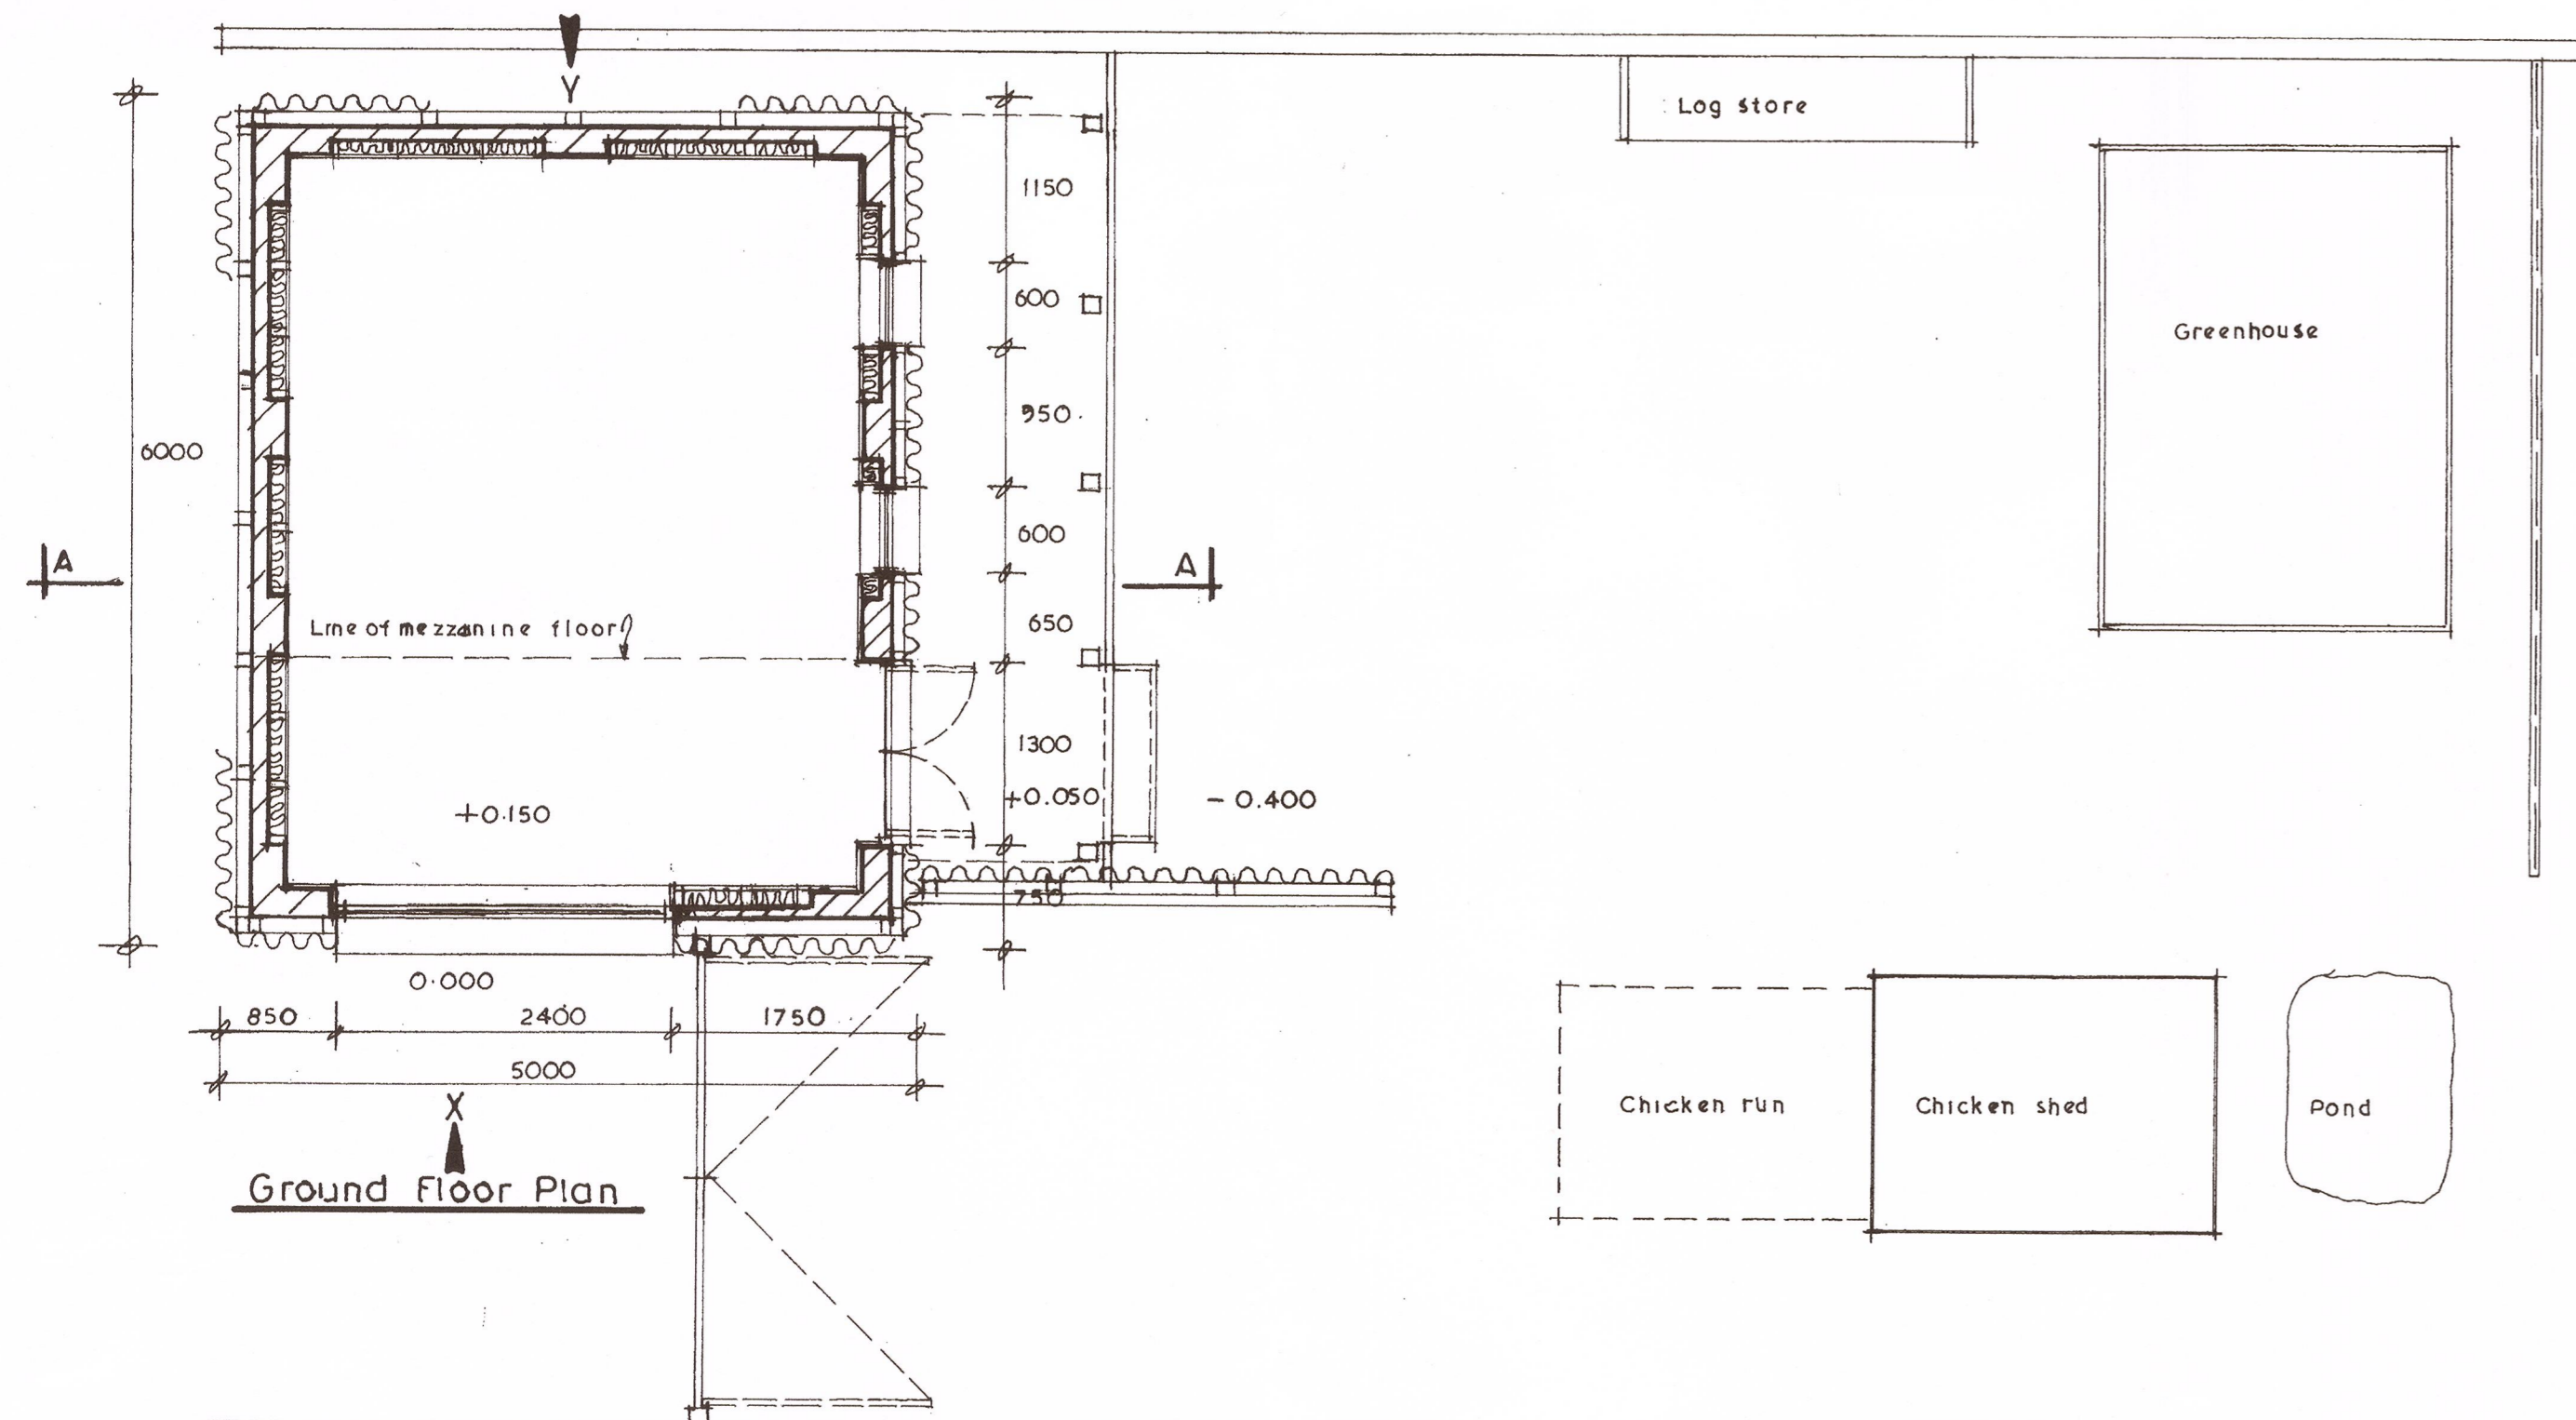 Y
Log store
1150
600
Greenhouse
950
6000
600
A
A
650
Line of mezzanine floor
1300
+0.050
- 0.400
+0.150
750
0.000
850
2400
1750
5000
X
Chicken run
Chicken shed
Pond
Ground Floor Plan